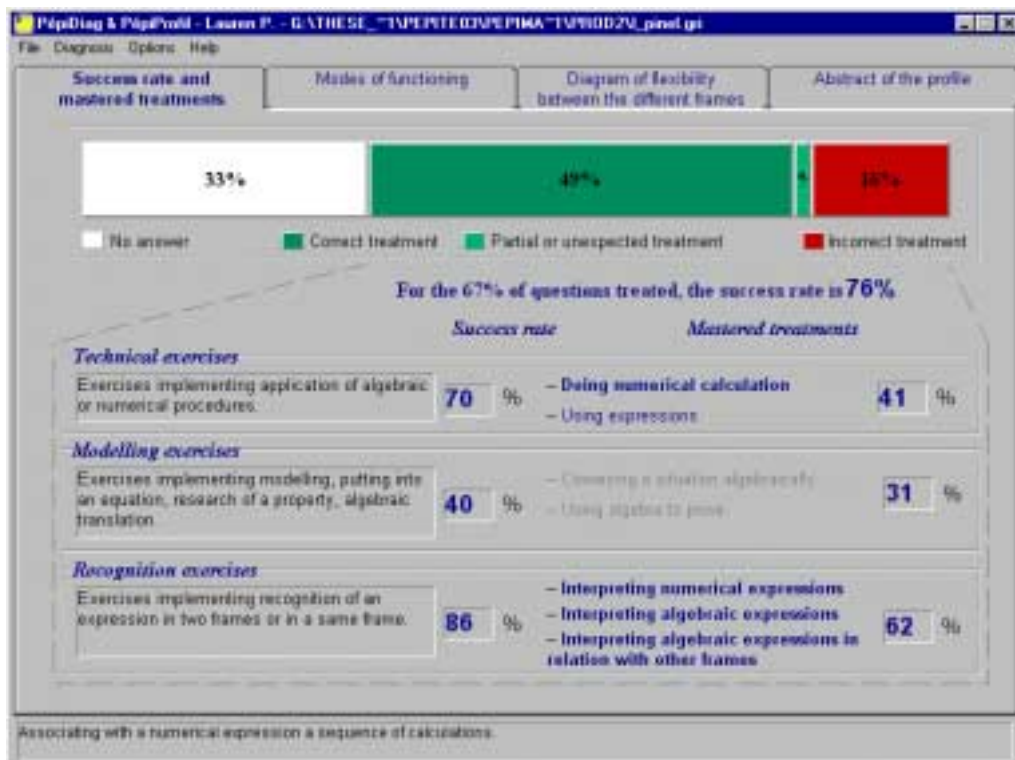 PépiDiag & PépiProfil - Laurent P. - G:\THESE_~1\PEPITE03\PEPIMA~1\PROD2\l_pinel.gri
File Diagnosis Options Help
Success rate and mastered treatments
Modes of functioning
Diagram of flexibility between the different frames
Abstract of the profile
33%
49%
16%
No answer
Correct treatment
Partial or unexpected treatment
Incorrect treatment
For the 67% of questions treated, the success rate is 76%
Success rate
Mastered treatments
Technical exercises
Exercises implementing application of algebraic
or numerical procedures.
70 %
– Doing numerical calculation
– Using expressions
41 %
Modelling exercises
Exercises implementing modelling, putting into
an equation, research of a property, algebraic
translation.
40 %
– Conveying a situation algebraically
– Using algebra to prove
31 %
Recognition exercises
Exercises implementing recognition of an
expression in two frames or in a same frame.
86 %
– Interpreting numerical expressions
– Interpreting algebraic expressions
– Interpreting algebraic expressions in
relation with other frames
62 %
Associating with a numerical expression a sequence of calculations.